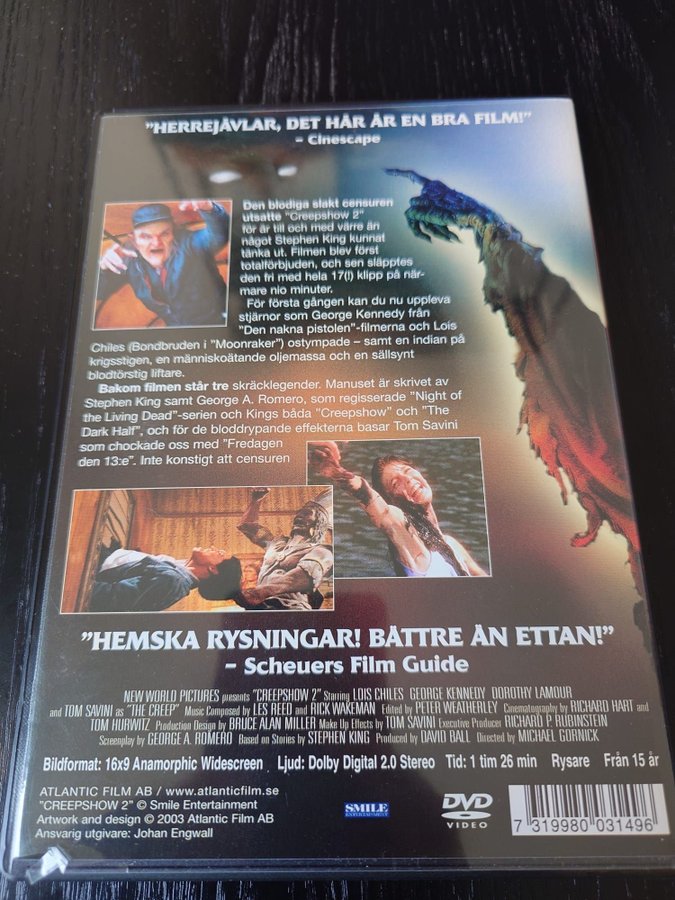 "HERREJÄVLAR, DET HÄR ÄR EN BRA FILM!"
– Cinescape
Den blodiga slakt censuren
utsatte "Creepshow 2"
för är till och med värre än
något Stephen King kunnat
tänka ut. Filmen blev först
totalförbjuden, och sen släpptes
den fri med hela 17(!) klipp på när-
mare nio minuter.
För första gången kan du nu uppleva
stjärnor som George Kennedy från
"Den nakna pistolen"-filmerna och Lois
Chiles (Bondbruden i "Moonraker") ostympade – samt en indian på
krigsstigen, en människoätande oljemassa och en sällsynt
blodtörstig liftare.
Bakom filmen står tre skräcklegender. Manuset är skrivet av
Stephen King samt George A. Romero, som regisserade "Night of
the Living Dead"-serien och Kings båda "Creepshow" och "The
Dark Half", och för de bloddrypande effekterna basar Tom Savini
som chockade oss med "Fredagen
den 13:e". Inte konstigt att censuren
"HEMSKA RYSNINGAR! BÄTTRE ÄN ETTAN!"
– Scheuers Film Guide
NEW WORLD PICTURES presents "CREEPSHOW 2" Starring LOIS CHILES GEORGE KENNEDY DOROTHY LAMOUR
and TOM SAVINI as "THE CREEP" Music Composed by LES REED and RICK WAKEMAN Edited by PETER WEATHERLEY Cinematography by RICHARD HART and
TOM HURWITZ Production Design by BRUCE ALAN MILLER Make Up Effects by TOM SAVINI Executive Producer RICHARD P. RUBINSTEIN
Screenplay by GEORGE A. ROMERO Based on Stories by STEPHEN KING Produced by DAVID BALL Directed by MICHAEL GORNICK
Bildformat: 16x9 Anamorphic Widescreen Ljud: Dolby Digital 2.0 Stereo Tid: 1 tim 26 min Rysare Från 15 år
ATLANTIC FILM AB / www.atlanticfilm.se
"CREEPSHOW 2" © Smile Entertainment
Artwork and design © 2003 Atlantic Film AB
Ansvarig utgivare: Johan Engwall
SMILE
ENTERTAINMENT
DVD
VIDEO
7 319980 031496